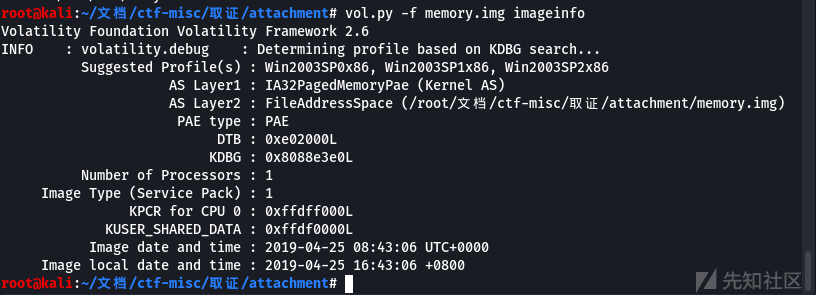 root@kali:~/文档/ctf-misc/取证/attachment# vol.py -f memory.img imageinfo
Volatility Foundation Volatility Framework 2.6
INFO    : volatility.debug    : Determining profile based on KDBG search...
          Suggested Profile(s) : Win2003SP0x86, Win2003SP1x86, Win2003SP2x86
                     AS Layer1 : IA32PagedMemoryPae (Kernel AS)
                     AS Layer2 : FileAddressSpace (/root/文档/ctf-misc/取证/attachment/memory.img)
                      PAE type : PAE
                           DTB : 0xe02000L
                          KDBG : 0x8088e3e0L
          Number of Processors : 1
     Image Type (Service Pack) : 1
                KPCR for CPU 0 : 0xffdff000L
             KUSER_SHARED_DATA : 0xffdf0000L
           Image date and time : 2019-04-25 08:43:06 UTC+0000
     Image local date and time : 2019-04-25 16:43:06 +0800
root@kali:~/文档/ctf-misc/取证/attachment#
先知社区